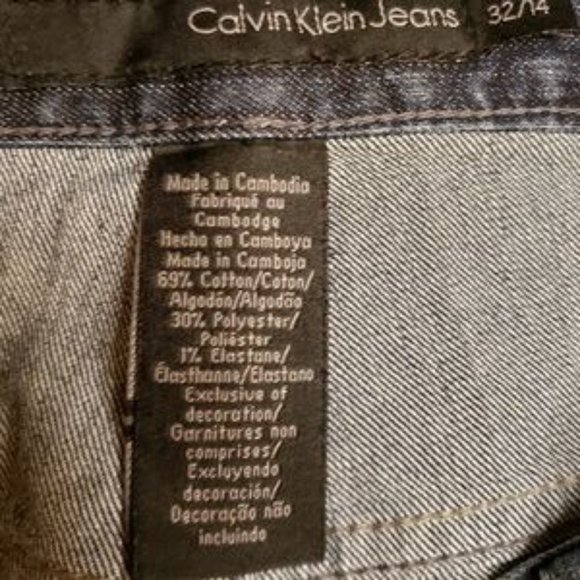 Calvin Klein Jeans 32/14
Made in Cambodia
Fabriqué au
Cambodge
Hecho en Camboya
Made in Camboja
69% Cotton/Coton/
Algodón/Algodão
30% Polyester/
Poliéster
1% Elastane/
Élasthanne/Elastano
Exclusive of
decoration/
Garnitures non
comprises/
Excluyendo
decoración/
Decoração não
incluindo